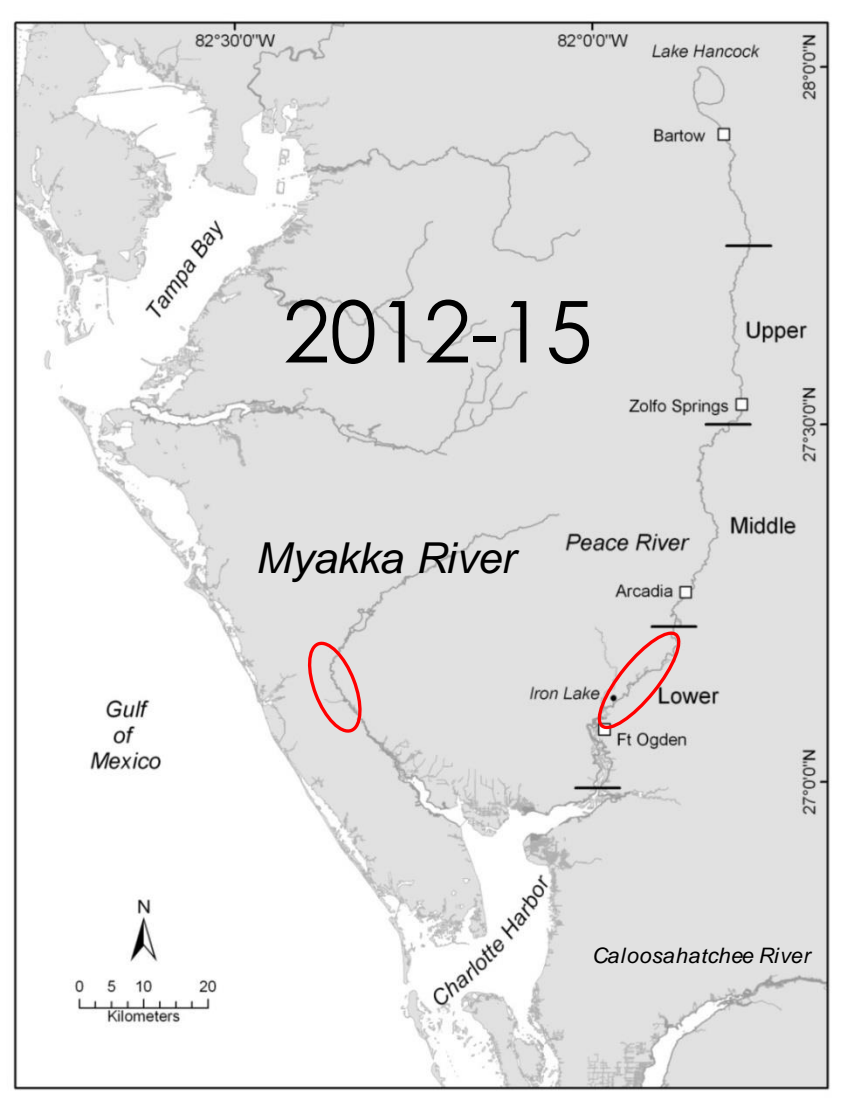 82°30'0"W
82°0'0"W
Lake Hancock
28°0'0"N
Bartow
Tampa Bay
2012-15
Upper
Zolfo Springs
27°30'0"N
Middle
Myakka River
Peace River
Arcadia
Iron Lake
Lower
Gulf
of
Mexico
Ft Ogden
27°0'0"N
Charlotte Harbor
N
Caloosahatchee River
0 5 10 20
Kilometers